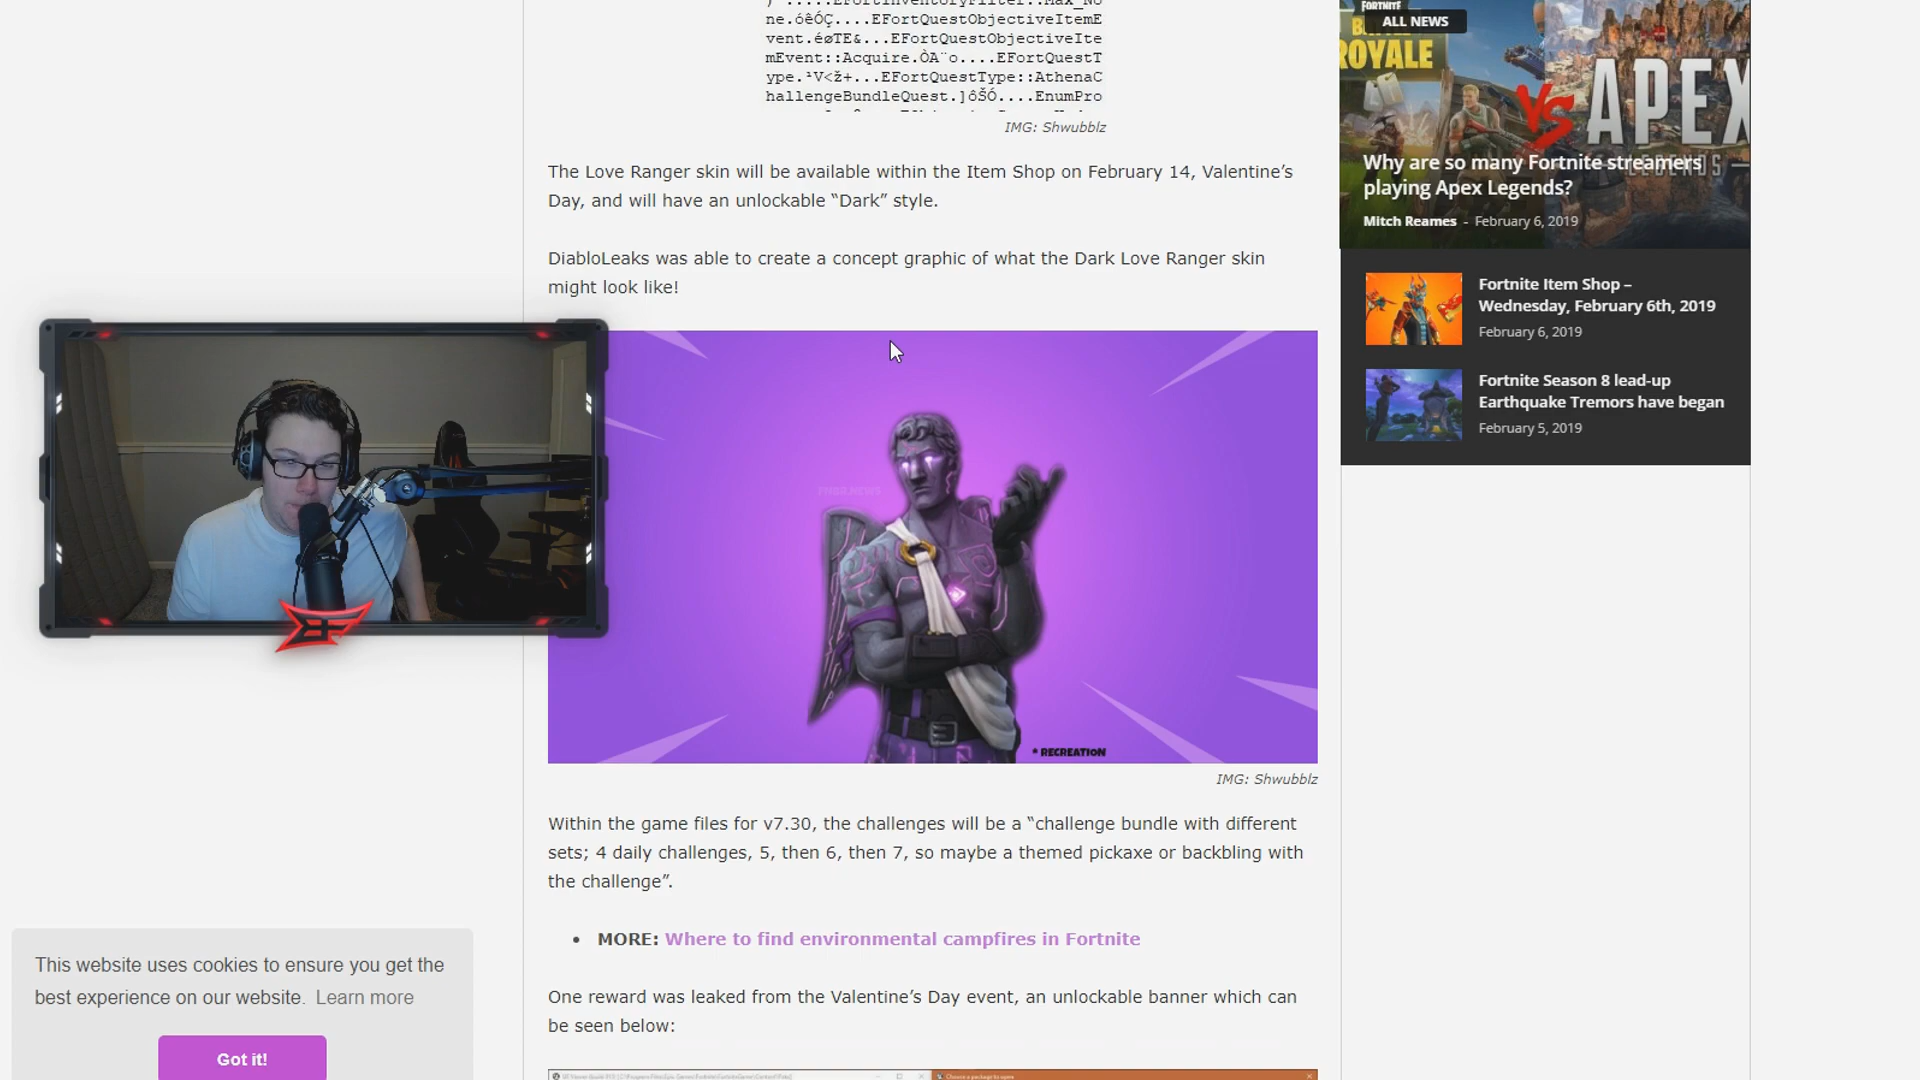 ne.óêÓÇ....EFortQuestObjectiveItemE
vent.éøTE&...EFortQuestObjectiveIte
mEvent::Acquire.ÒA¨o....EFortQuestT
ype.¹V<ž+...EFortQuestType::AthenaC
hallengeBundleQuest.]ôŠÓ....EnumPro
IMG: Shwubblz
The Love Ranger skin will be available within the Item Shop on February 14, Valentine’s
Day, and will have an unlockable “Dark” style.
DiabloLeaks was able to create a concept graphic of what the Dark Love Ranger skin
might look like!
* RECREATION
IMG: Shwubblz
Within the game files for v7.30, the challenges will be a “challenge bundle with different
sets; 4 daily challenges, 5, then 6, then 7, so maybe a themed pickaxe or backbling with
the challenge”.
• MORE: Where to find environmental campfires in Fortnite
One reward was leaked from the Valentine’s Day event, an unlockable banner which can
be seen below:
FORTNITE
ROYALE
ALL NEWS
VS
APEX
LEGENDS
Why are so many Fortnite streamers
playing Apex Legends?
Mitch Reames - February 6, 2019
Fortnite Item Shop –
Wednesday, February 6th, 2019
February 6, 2019
Fortnite Season 8 lead-up
Earthquake Tremors have began
February 5, 2019
This website uses cookies to ensure you get the
best experience on our website. Learn more
Got it!